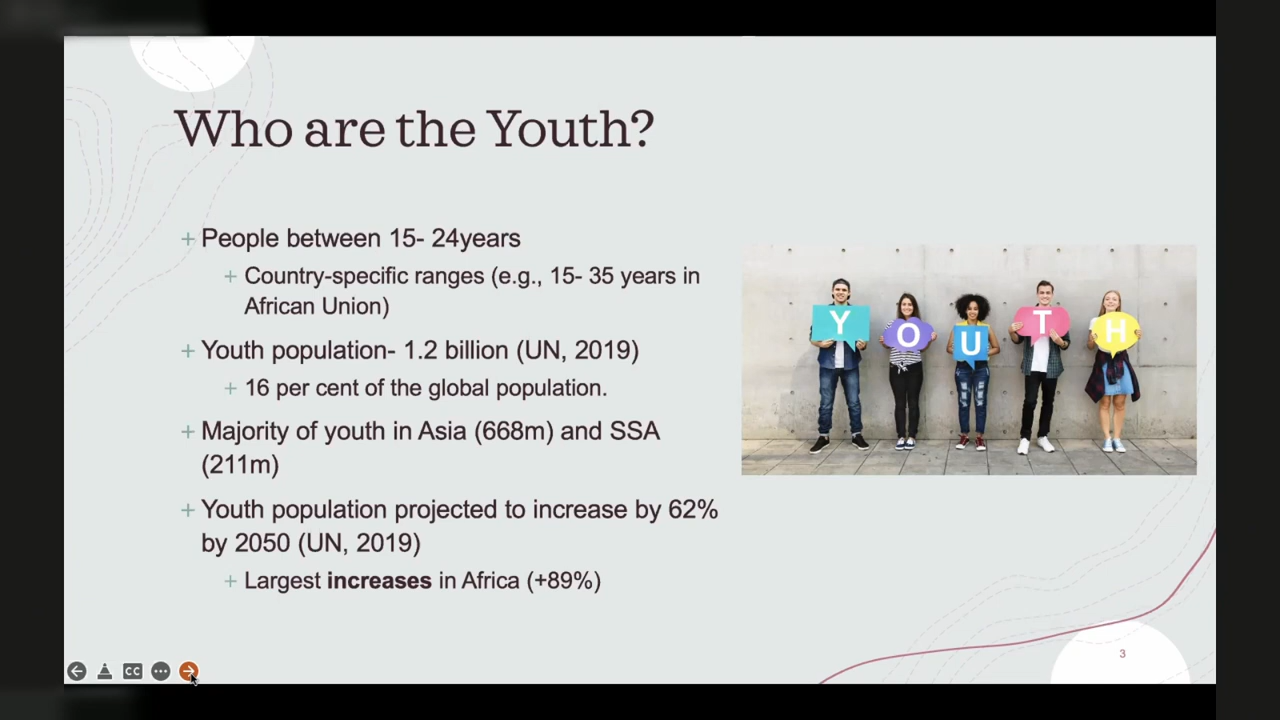 Who are the Youth?
+ People between 15- 24years
+ Country-specific ranges (e.g., 15- 35 years in
African Union)
+ Youth population- 1.2 billion (UN, 2019)
+ 16 per cent of the global population.
+ Majority of youth in Asia (668m) and SSA
(211m)
+ Youth population projected to increase by 62%
by 2050 (UN, 2019)
+ Largest increases in Africa (+89%)
Y O U T H
CC
3